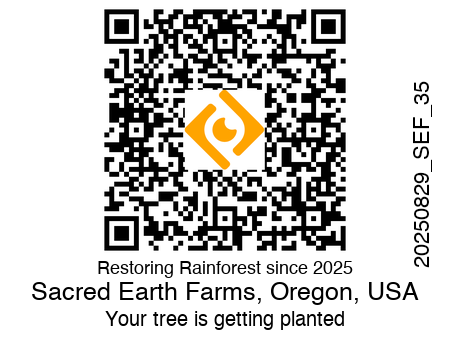 Restoring Rainforest since 2025
Sacred Earth Farms, Oregon, USA
Your tree is getting planted
20250829_SEF_35